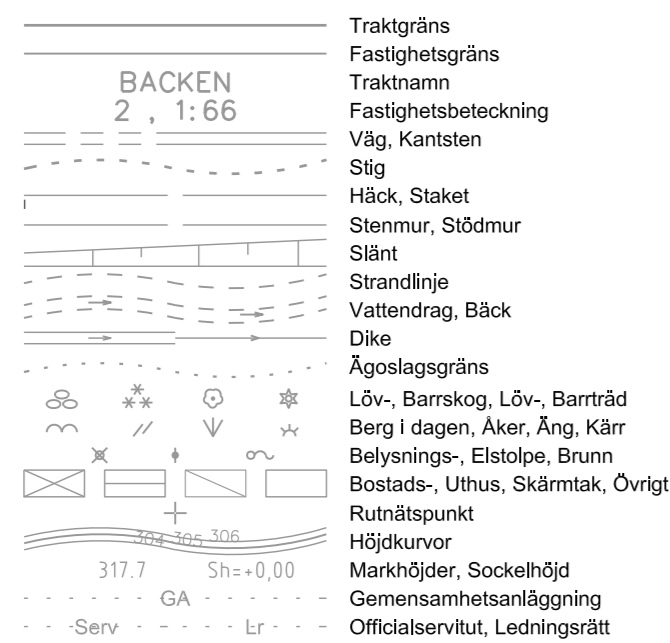 Traktgräns
Fastighetsgräns
BACKEN Traktnamn
2 , 1:66 Fastighetsbeteckning
Väg, Kantsten
Stig
Häck, Staket
Stenmur, Stödmur
Slänt
Strandlinje
Vattendrag, Bäck
Dike
Ägoslagsgräns
Löv-, Barrskog, Löv-, Barrträd
Berg i dagen, Åker, Äng, Kärr
Belysnings-, Elstolpe, Brunn
Bostads-, Uthus, Skärmtak, Övrigt
Rutnätspunkt
304 305 306 Höjdkurvor
317.7 Sh=+0,00 Markhöjder, Sockelhöjd
GA Gemensamhetsanläggning
Serv Lr Officialservitut, Ledningsrätt